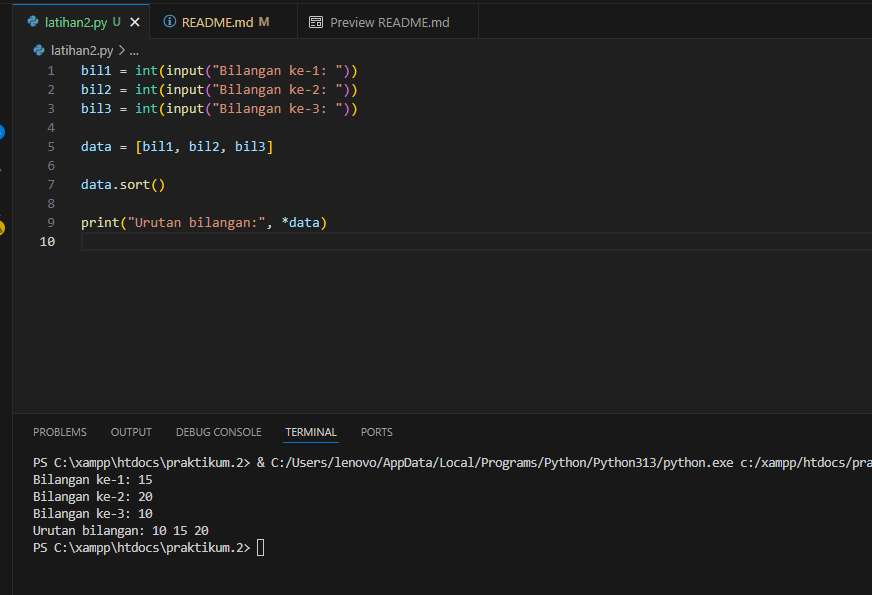 latihan2.py U × README.md M Preview README.md
latihan2.py > ...
1 bil1 = int(input("Bilangan ke-1: "))
2 bil2 = int(input("Bilangan ke-2: "))
3 bil3 = int(input("Bilangan ke-3: "))
4
5 data = [bil1, bil2, bil3]
6
7 data.sort()
8
9 print("Urutan bilangan:", *data)
10
PROBLEMS OUTPUT DEBUG CONSOLE TERMINAL PORTS
PS C:\xampp\htdocs\praktikum.2> & C:/Users/lenovo/AppData/Local/Programs/Python/Python313/python.exe c:/xampp/htdocs/pra
Bilangan ke-1: 15
Bilangan ke-2: 20
Bilangan ke-3: 10
Urutan bilangan: 10 15 20
PS C:\xampp\htdocs\praktikum.2>